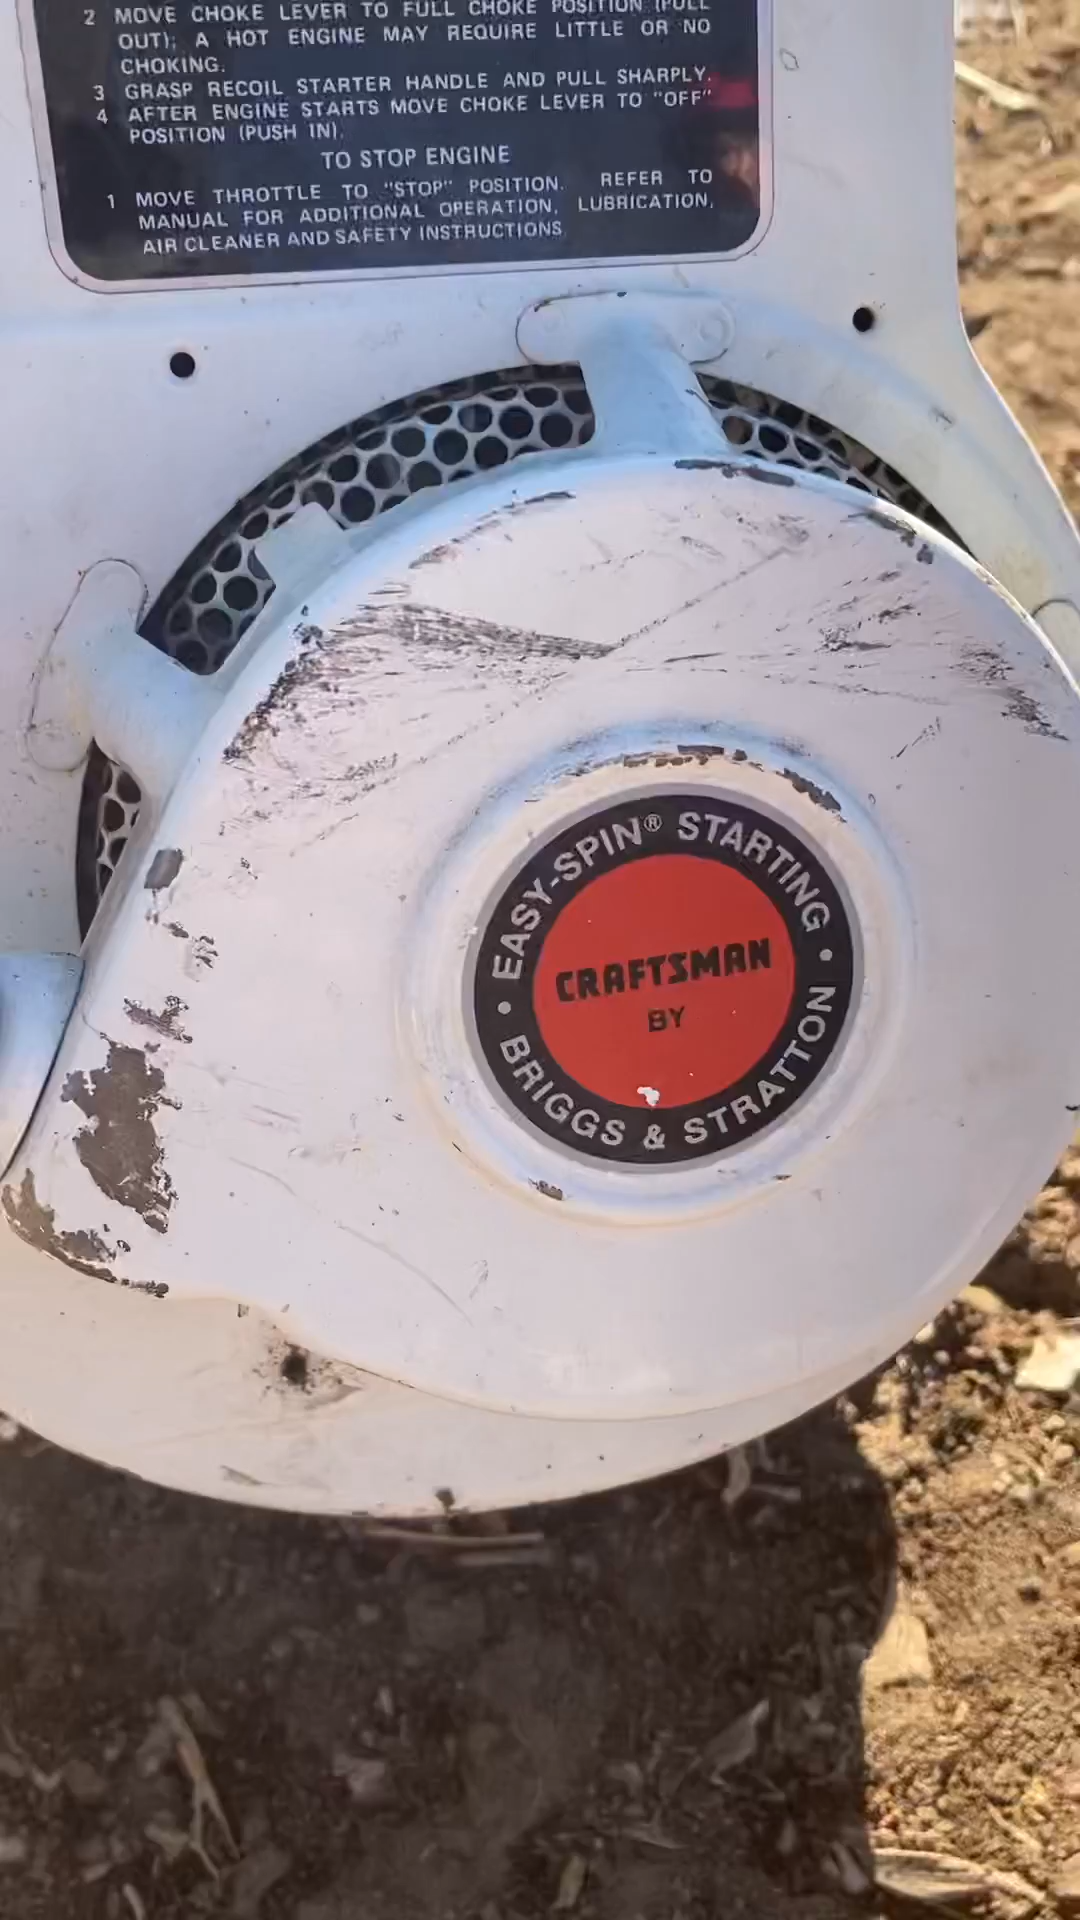 2 MOVE CHOKE LEVER TO FULL CHOKE POSITION (PULL
OUT); A HOT ENGINE MAY REQUIRE LITTLE OR NO
CHOKING.
3 GRASP RECOIL STARTER HANDLE AND PULL SHARPLY.
4 AFTER ENGINE STARTS MOVE CHOKE LEVER TO "OFF"
POSITION (PUSH IN).
TO STOP ENGINE
1 MOVE THROTTLE TO "STOP" POSITION. REFER TO
MANUAL FOR ADDITIONAL OPERATION, LUBRICATION,
AIR CLEANER AND SAFETY INSTRUCTIONS
• EASY-SPIN® STARTING •
CRAFTSMAN
BY
BRIGGS & STRATTON